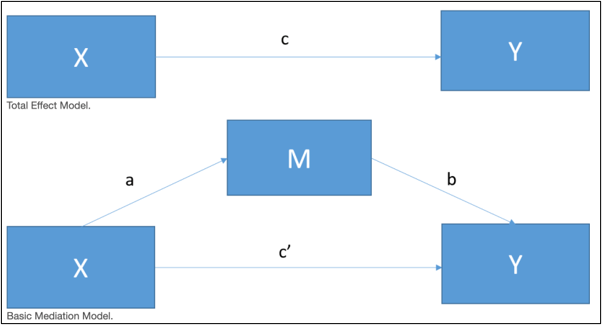 c
X
Y
Total Effect Model.
M
a
b
X
c’
Y
Basic Mediation Model.